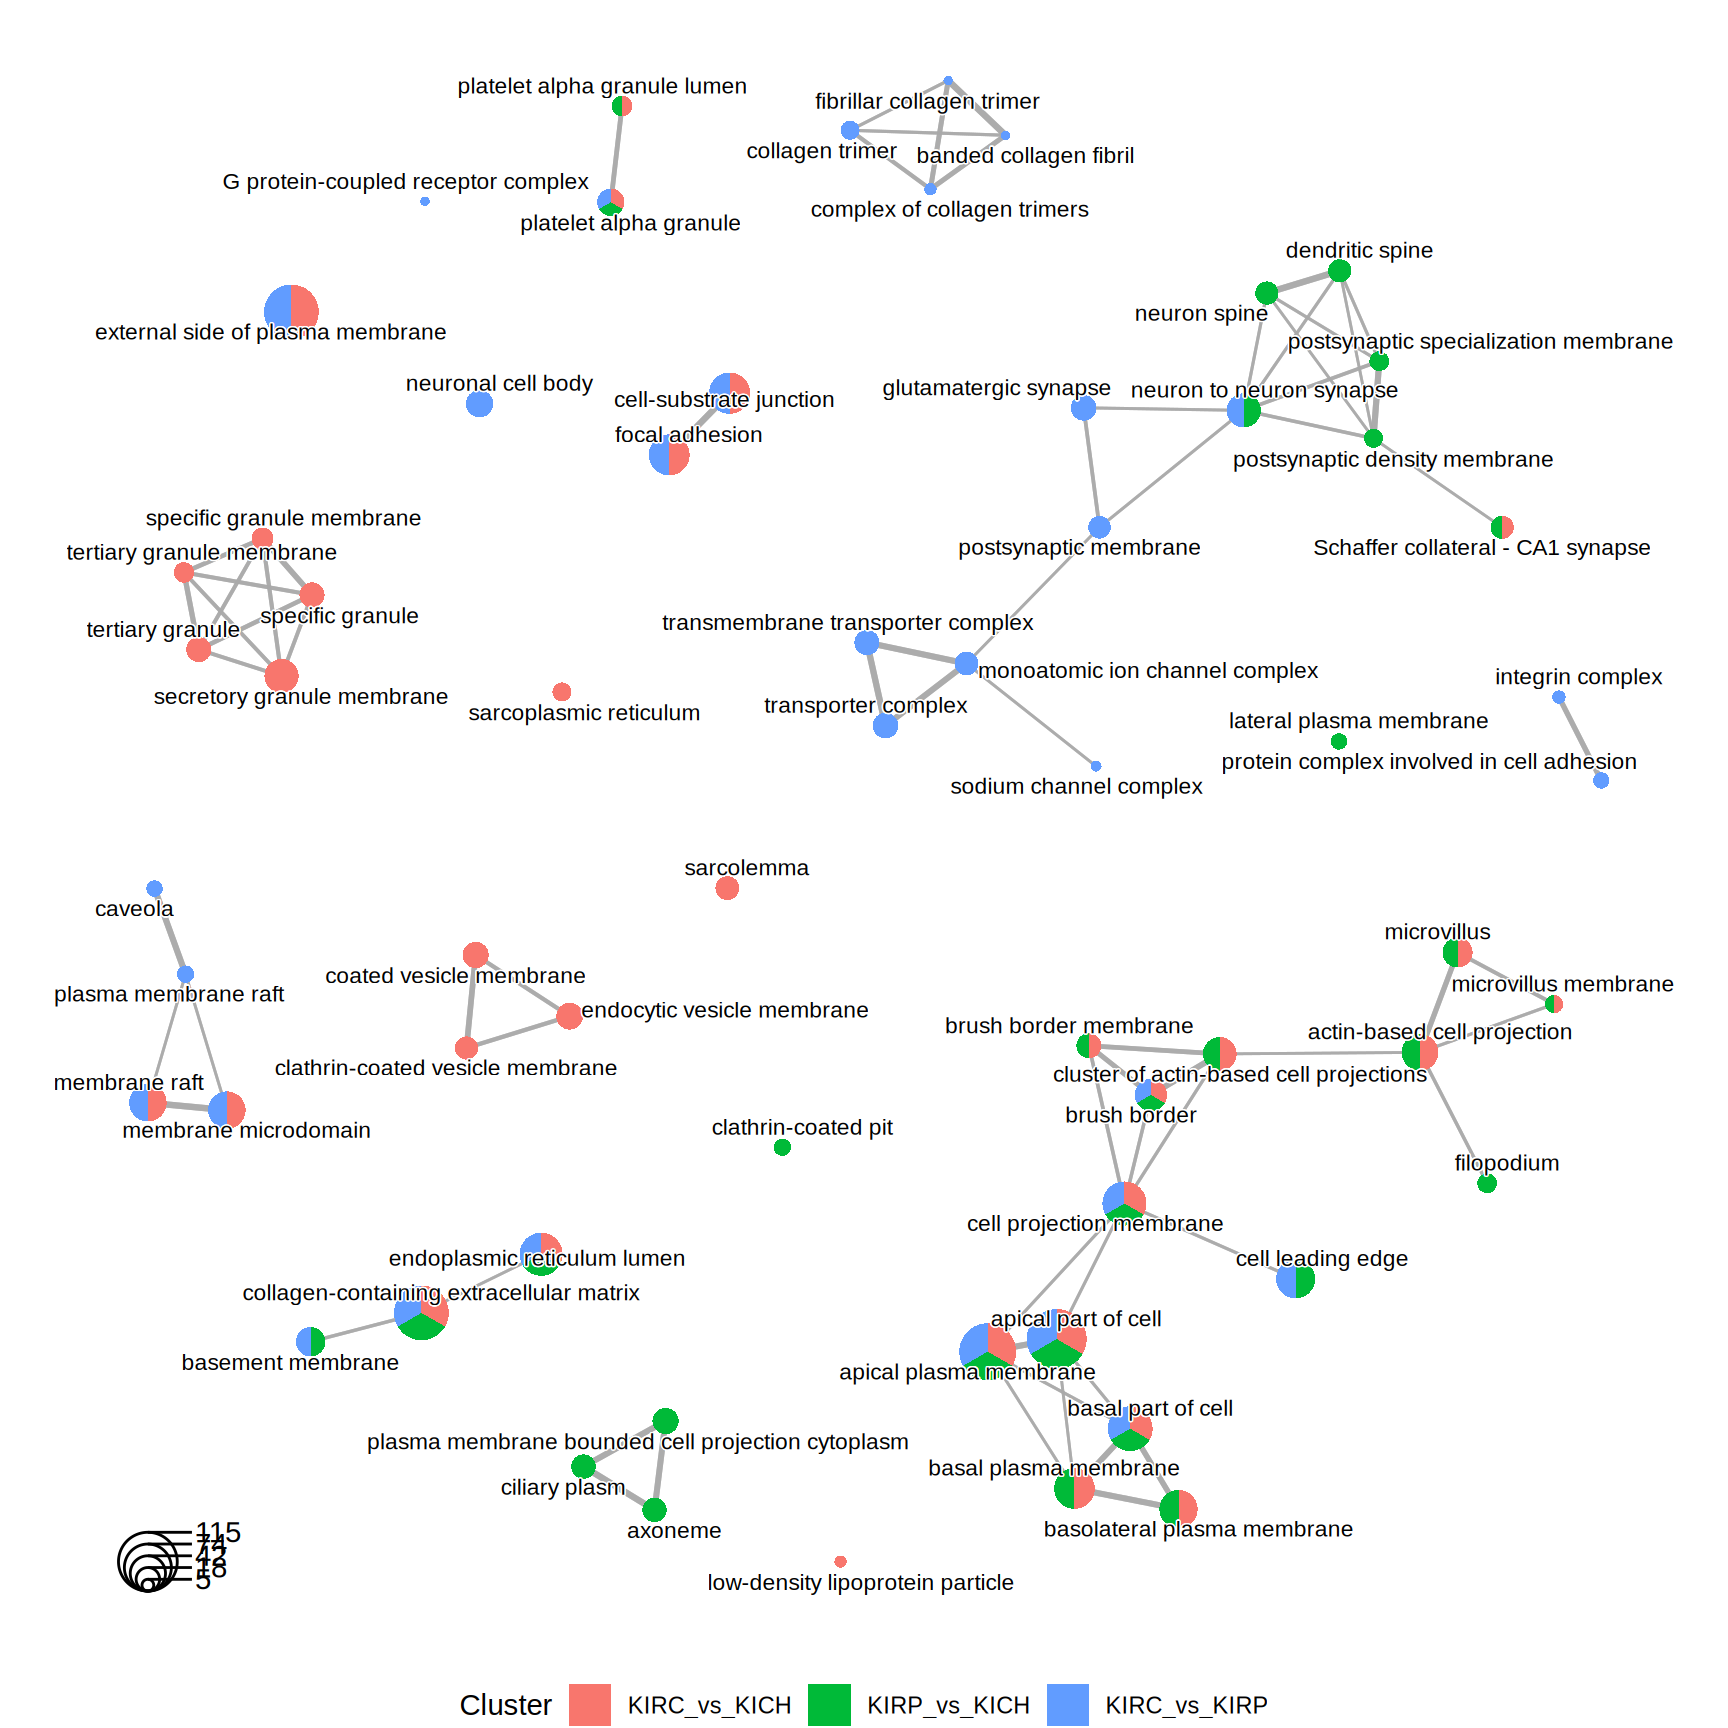 platelet alpha granule lumen
fibrillar collagen trimer
collagen trimer
banded collagen fibril
G protein-coupled receptor complex
platelet alpha granule
complex of collagen trimers
dendritic spine
neuron spine
external side of plasma membrane
postsynaptic specialization membrane
neuronal cell body
glutamatergic synapse
neuron to neuron synapse
cell-substrate junction
focal adhesion
postsynaptic density membrane
specific granule membrane
tertiary granule membrane
postsynaptic membrane
Schaffer collateral - CA1 synapse
specific granule
tertiary granule
transmembrane transporter complex
monoatomic ion channel complex
integrin complex
secretory granule membrane
sarcoplasmic reticulum
transporter complex
lateral plasma membrane
protein complex involved in cell adhesion
sodium channel complex
sarcolemma
caveola
microvillus
coated vesicle membrane
microvillus membrane
plasma membrane raft
endocytic vesicle membrane
brush border membrane
actin-based cell projection
clathrin-coated vesicle membrane
cluster of actin-based cell projections
membrane raft
brush border
membrane microdomain
clathrin-coated pit
filopodium
cell projection membrane
endoplasmic reticulum lumen
cell leading edge
collagen-containing extracellular matrix
apical part of cell
basement membrane
apical plasma membrane
basal part of cell
plasma membrane bounded cell projection cytoplasm
basal plasma membrane
ciliary plasm
axoneme
basolateral plasma membrane
115
74
42
18
5
low-density lipoprotein particle
Cluster KIRC_vs_KICH KIRP_vs_KICH KIRC_vs_KIRP